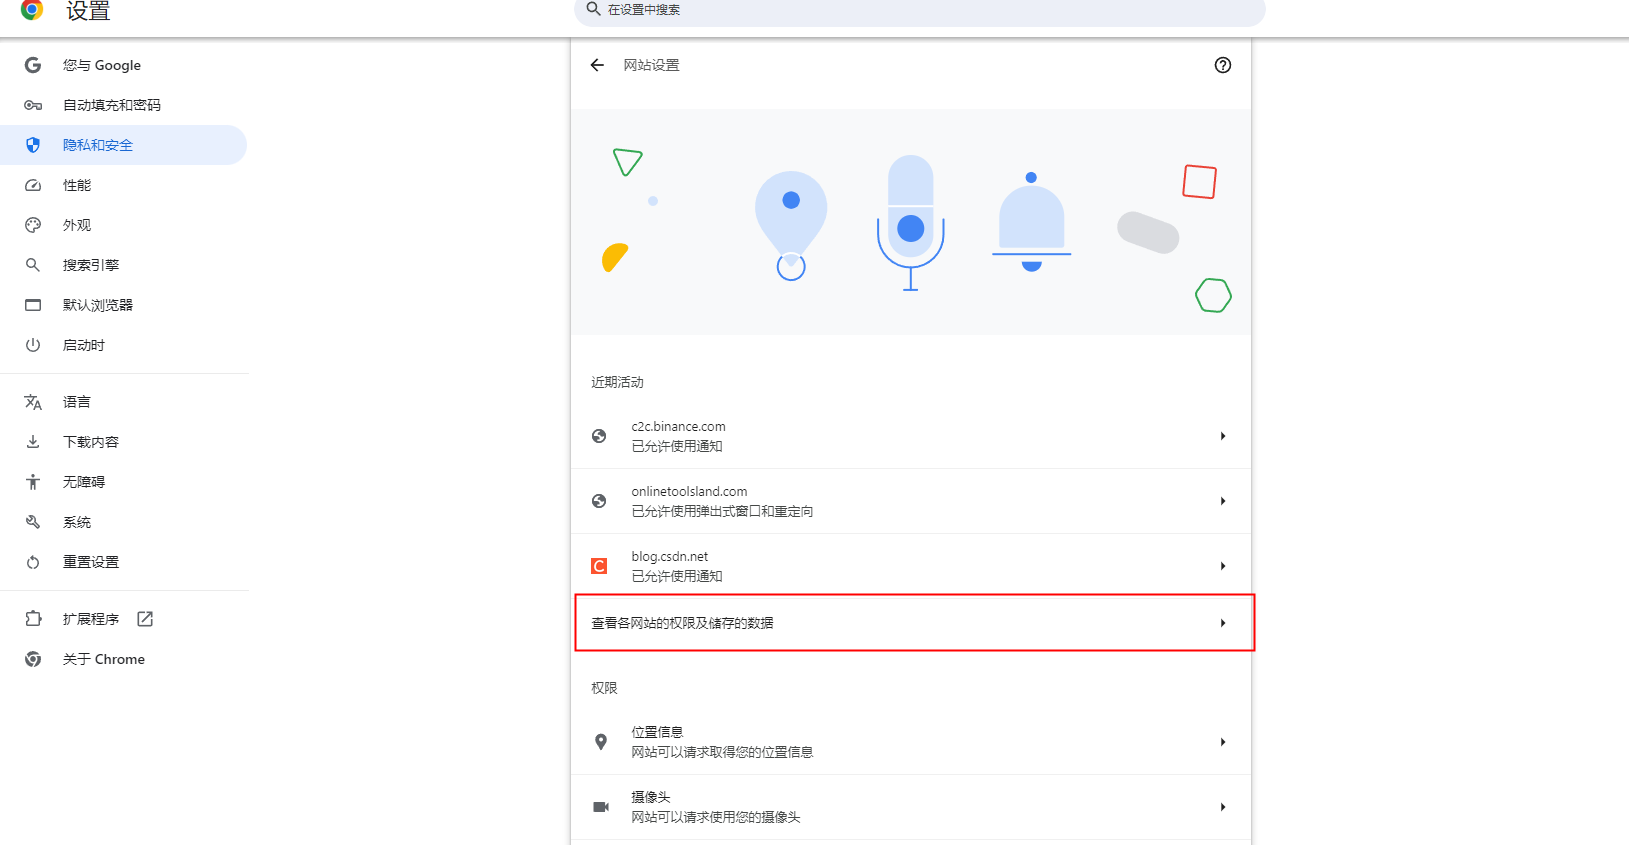 设置
在设置中搜索
您与 Google
自动填充和密码
隐私和安全
性能
外观
搜索引擎
默认浏览器
启动时
语言
下载内容
无障碍
系统
重置设置
扩展程序
关于 Chrome
网站设置
近期活动
c2c.binance.com
已允许使用通知
onlinetoolsland.com
已允许使用弹出式窗口和重定向
C
blog.csdn.net
已允许使用通知
查看各网站的权限及储存的数据
权限
位置信息
网站可以请求取得您的位置信息
摄像头
网站可以请求使用您的摄像头